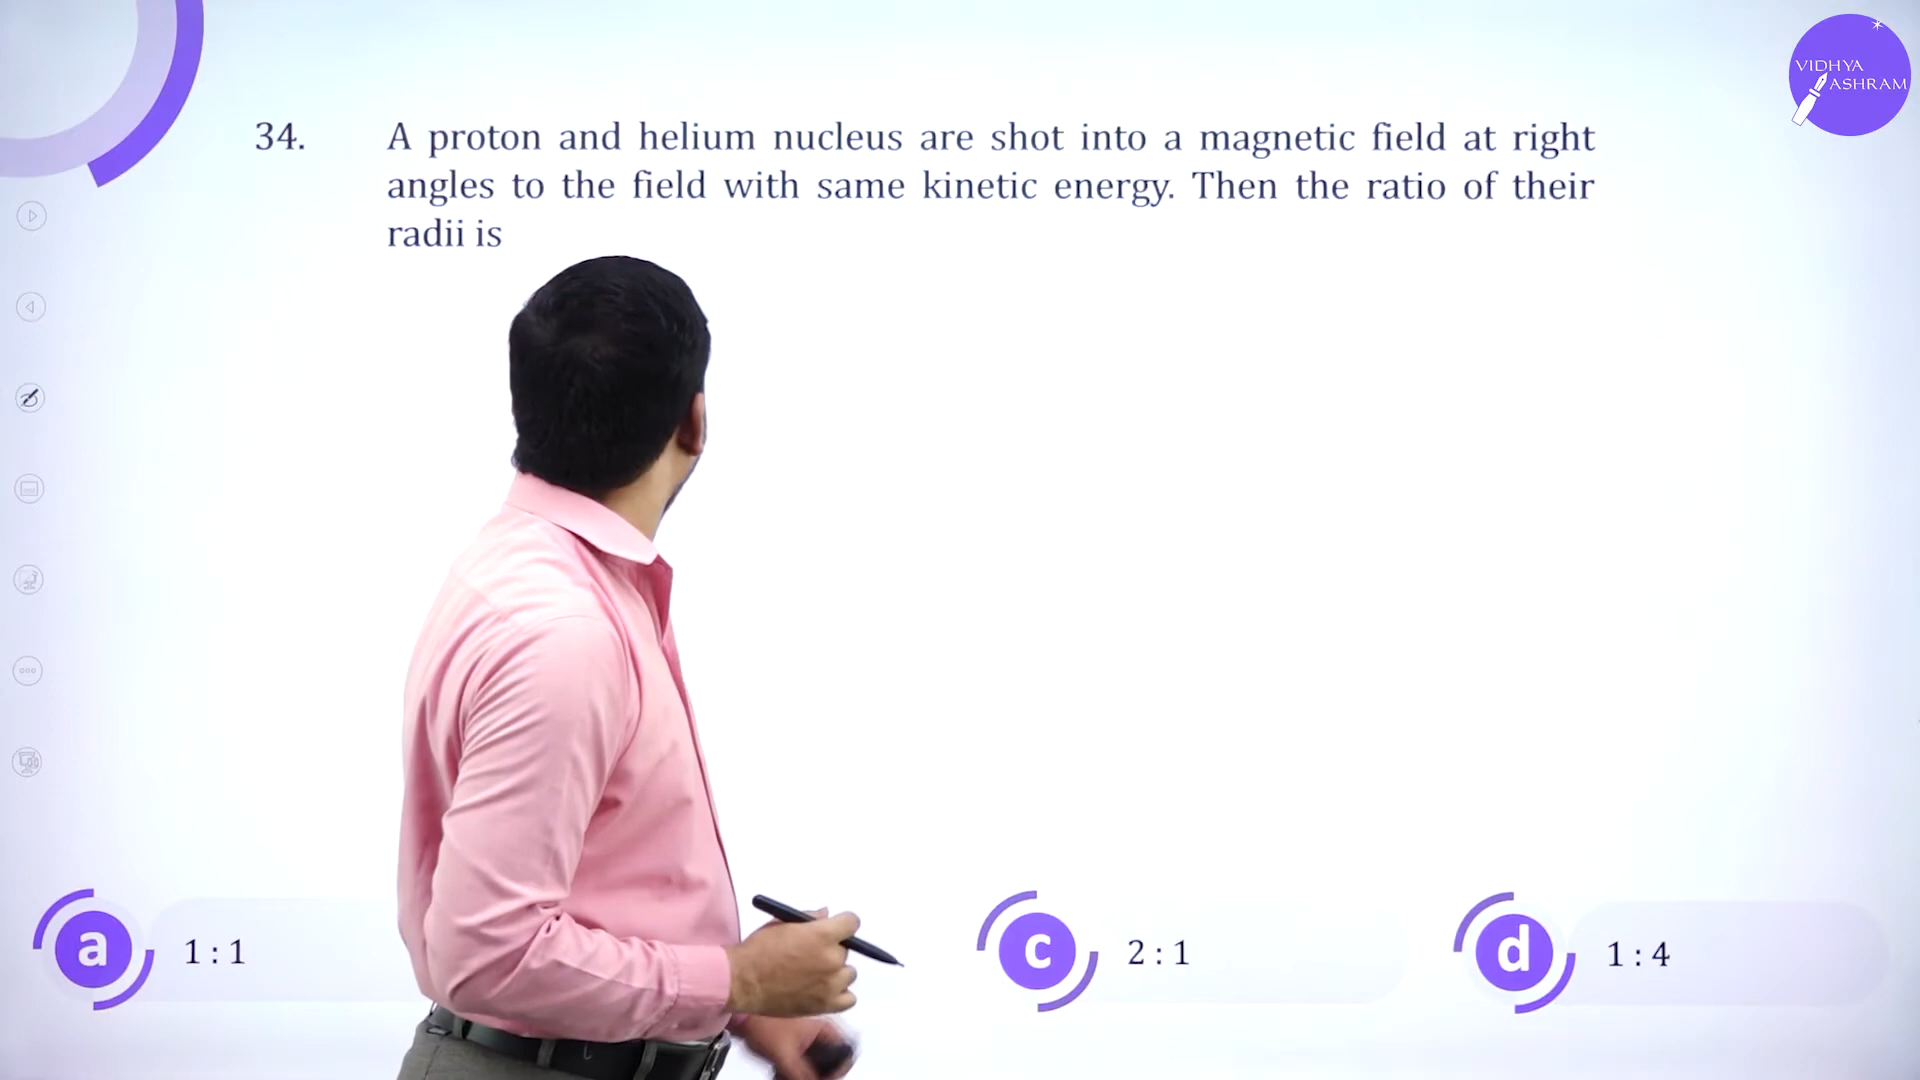 VIDHYA
ASHRAM
34. A proton and helium nucleus are shot into a magnetic field at right
angles to the field with same kinetic energy. Then the ratio of their
radii is
a 1 : 1
c 2 : 1
d 1 : 4